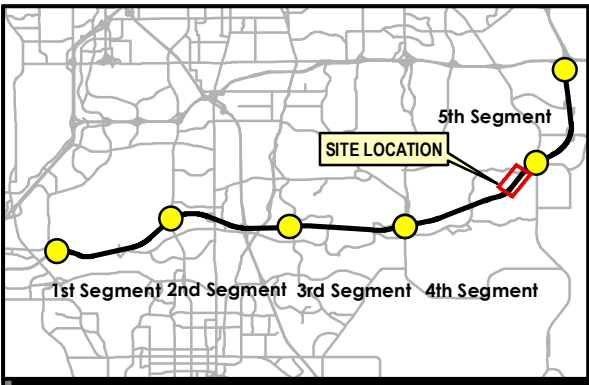 5th Segment
SITE LOCATION
1st Segment 2nd Segment 3rd Segment 4th Segment